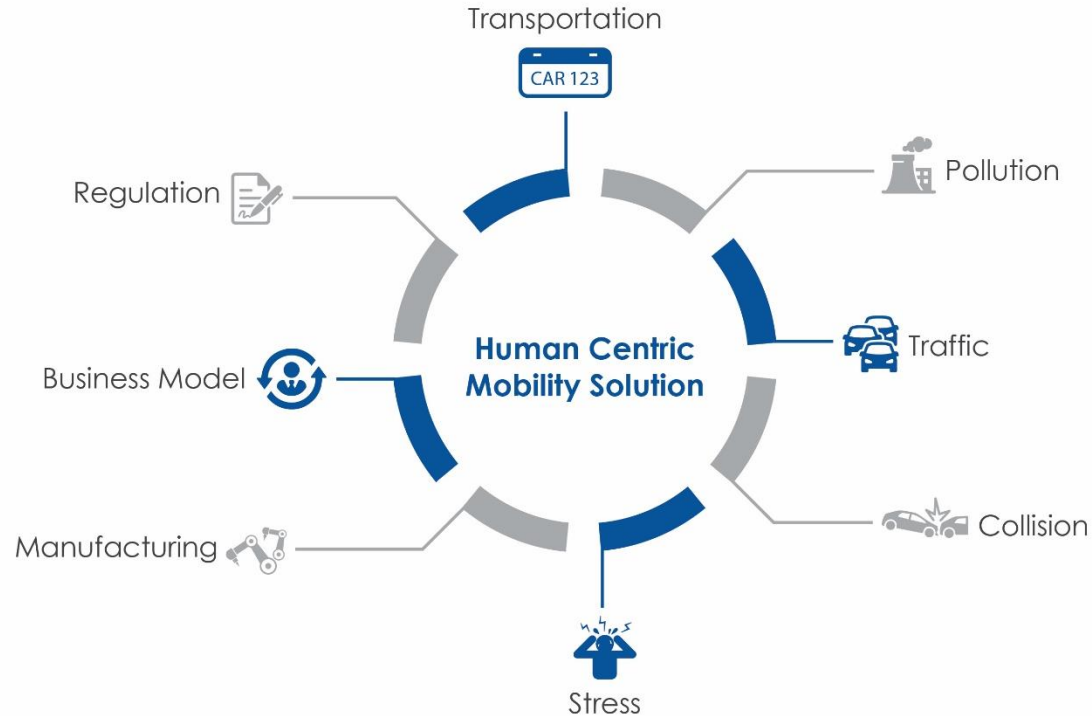 Transportation
CAR 123
Pollution
Regulation
Traffic
Human Centric
Mobility Solution
Business Model
Collision
Manufacturing
Stress